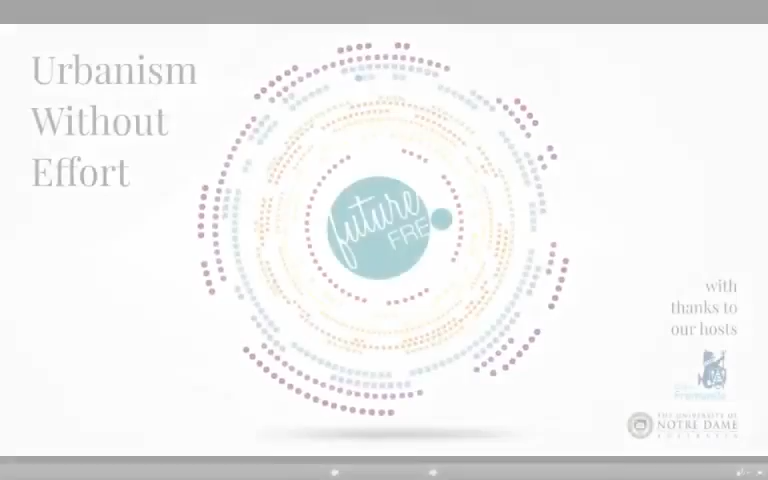 Urbanism
Without
Effort
future
FRE
with
thanks to
our hosts
Fremantle
THE UNIVERSITY OF
NOTRE DAME
AUSTRALIA